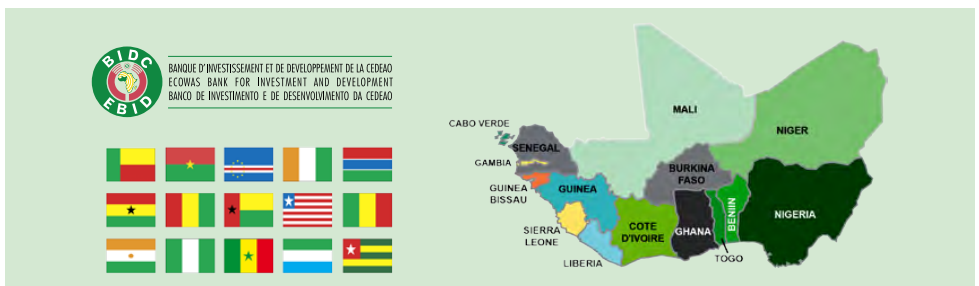 BIDC
EBID
BANQUE D'INVESTISSEMENT ET DE DEVELOPPEMENT DE LA CEDEAO
ECOWAS BANK FOR INVESTMENT AND DEVELOPMENT
BANCO DE INVESTIMENTO E DE DESENVOLVIMENTO DA CEDEAO
MALI
CABO VERDE
NIGER
SENEGAL
GAMBIA
BURKINA
FASO
GUINEA
BISSAU
GUINEA
BENIIN
NIGERIA
SIERRA
LEONE
COTE
D'IVOIRE
GHANA
LIBERIA
TOGO